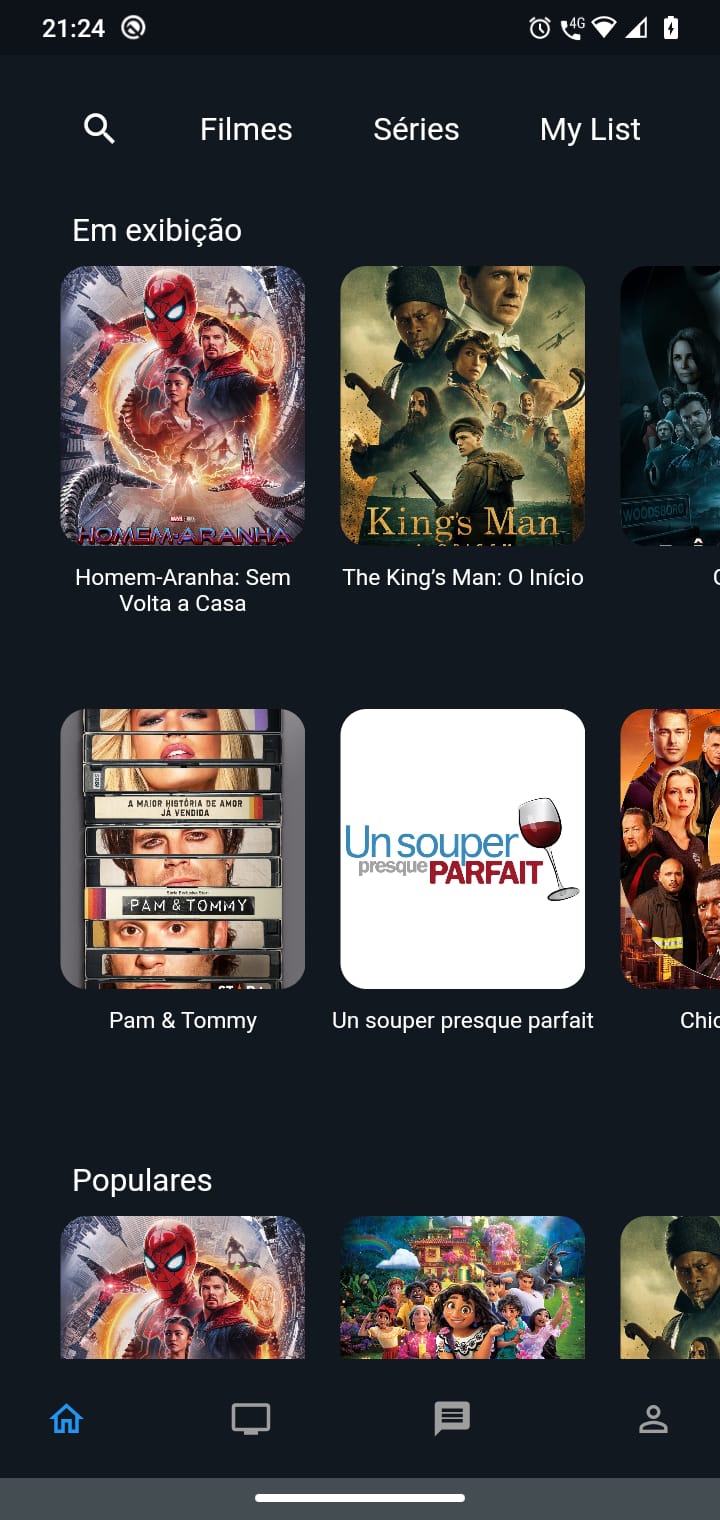 21:24
4G
Filmes
Séries
My List
Em exibição
HOMEM-ARANHA
King's Man
WOODSBORO
Homem-Aranha: Sem
Volta a Casa
The King’s Man: O Início
A MAIOR HISTÓRIA DE AMOR
JÁ VENDIDA
PAM & TOMMY
Un souper
presque PARFAIT
Pam & Tommy
Un souper presque parfait
Chic
Populares